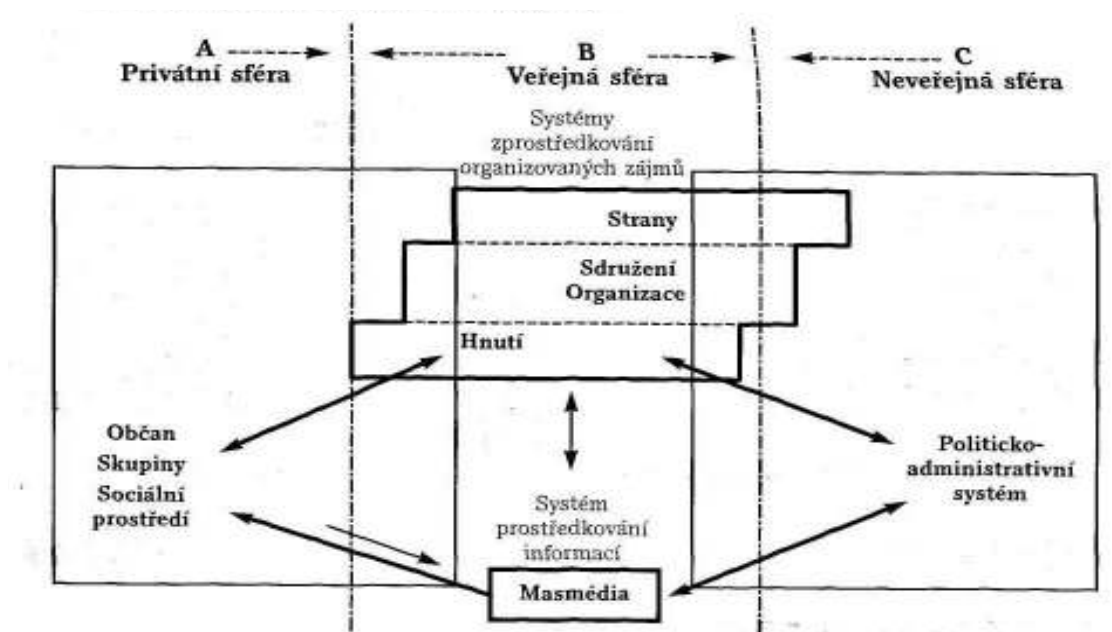 A
Privátní sféra
B
Veřejná sféra
C
Neveřejná sféra
Systémy
zprostředkování
organizovaných zájmů
Strany
Sdružení
Organizace
Hnutí
Občan
Skupiny
Sociální
prostředí
Politicko-
administrativní
systém
Systém
prostředkování
informací
Masmédia